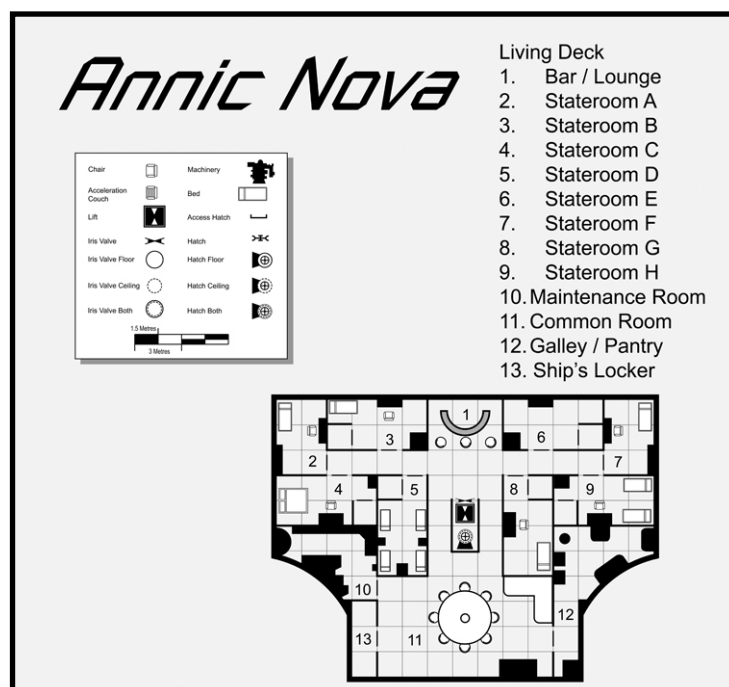 Annic Nova
Living Deck
1. Bar / Lounge
2. Stateroom A
3. Stateroom B
4. Stateroom C
5. Stateroom D
6. Stateroom E
7. Stateroom F
8. Stateroom G
9. Stateroom H
10. Maintenance Room
11. Common Room
12. Galley / Pantry
13. Ship's Locker
Chair
Machinery
Acceleration
Couch
Bed
Lift
Access Hatch
Iris Valve
Hatch
Iris Valve Floor
Hatch Floor
Iris Valve Ceiling
Hatch Ceiling
Iris Valve Both
Hatch Both
1.5 Metres
3 Metres
1
3
6
2
7
4
5
8
9
10
12
13
11